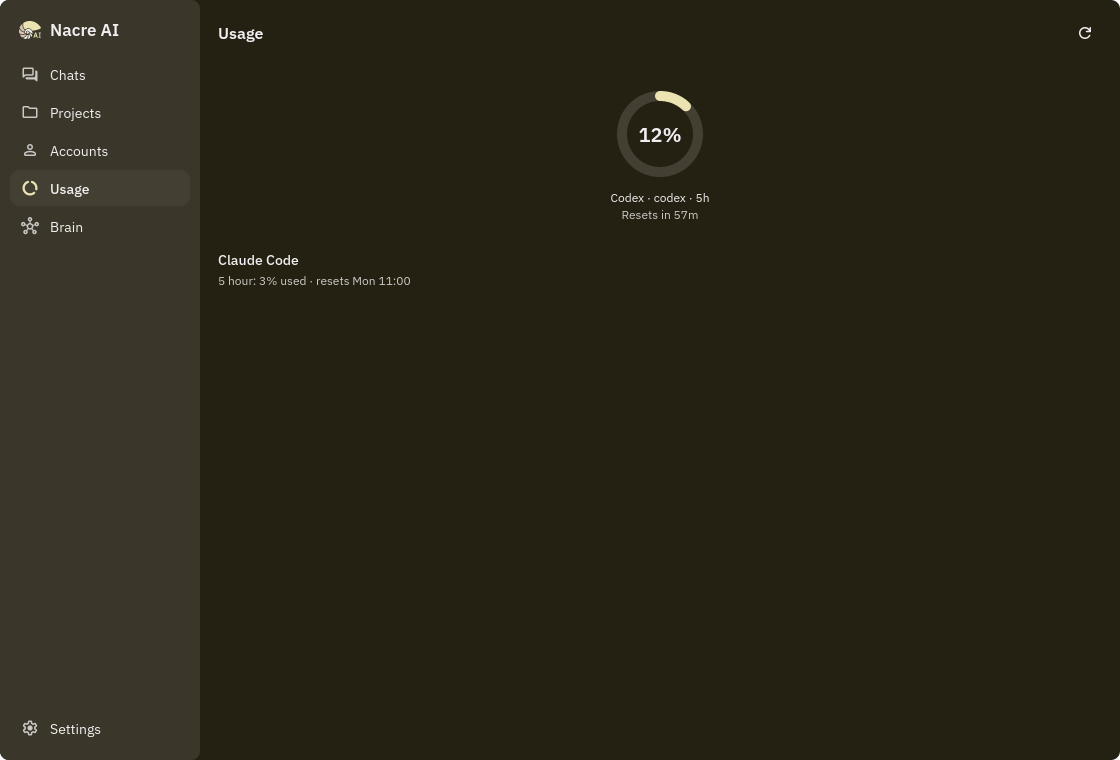 Nacre AI
Chats
Projects
Accounts
Usage
Brain
Settings
Usage
12%
Codex · codex · 5h
Resets in 57m
Claude Code
5 hour: 3% used · resets Mon 11:00